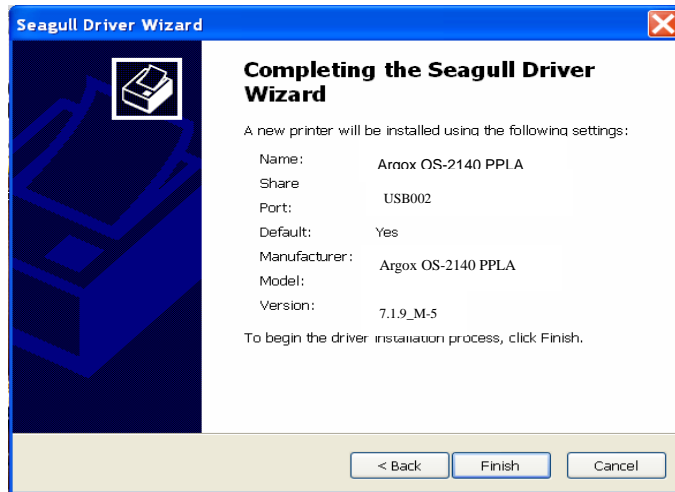 Seagull Driver Wizard
Completing the Seagull Driver
Wizard
A new printer will be installed using the following settings:
Name: Argox OS-2140 PPLA
Share
Port: USB002
Default: Yes
Manufacturer: Argox OS-2140 PPLA
Model:
Version: 7.1.9_M-5
To begin the driver installation process, click Finish.
< Back Finish Cancel